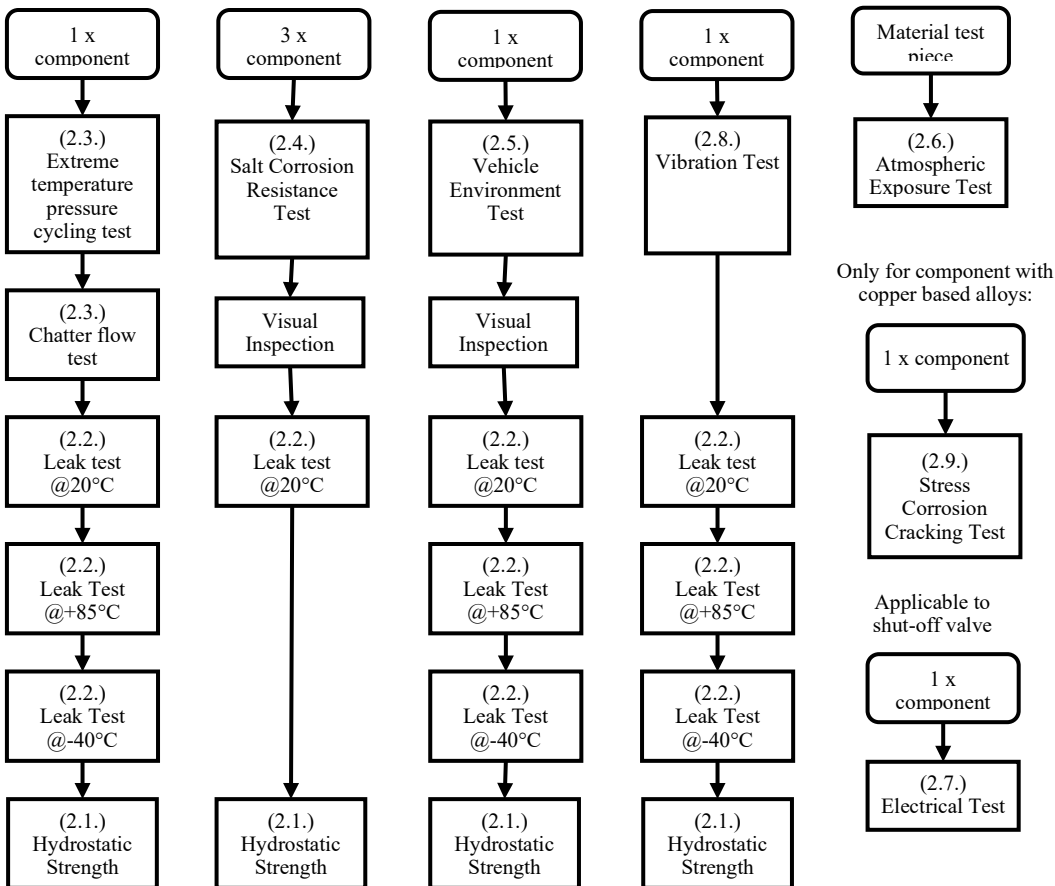 1 x
component
(2.3.)
Extreme
temperature
pressure
cycling test
(2.3.)
Chatter flow
test
(2.2.)
Leak test
@20°C
(2.2.)
Leak Test
@+85°C
(2.2.)
Leak Test
@-40°C
(2.1.)
Hydrostatic
Strength
3 x
component
(2.4.)
Salt Corrosion
Resistance
Test
Visual
Inspection
(2.2.)
Leak test
@20°C
(2.1.)
Hydrostatic
Strength
1 x
component
(2.5.)
Vehicle
Environment
Test
Visual
Inspection
(2.2.)
Leak test
@20°C
(2.2.)
Leak Test
@+85°C
(2.2.)
Leak Test
@-40°C
(2.1.)
Hydrostatic
Strength
1 x
component
(2.8.)
Vibration Test
(2.2.)
Leak test
@20°C
(2.2.)
Leak Test
@+85°C
(2.2.)
Leak Test
@-40°C
(2.1.)
Hydrostatic
Strength
Material test
piece
(2.6.)
Atmospheric
Exposure Test
Only for component with
copper based alloys:
1 x component
(2.9.)
Stress
Corrosion
Cracking Test
Applicable to
shut-off valve
1 x
component
(2.7.)
Electrical Test